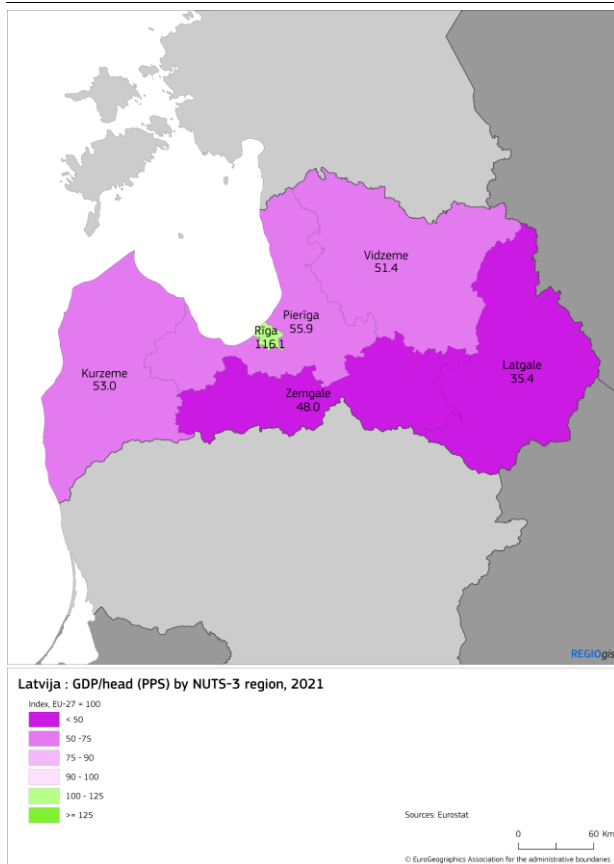 Vidzeme
51.4
Pierīga
55.9
Rīga
116.1
Kurzeme
53.0
Latgale
35.4
Zemgale
48.0
REGIOgis
Latvija : GDP/head (PPS) by NUTS-3 region, 2021
Index, EU-27 = 100
< 50
50 -75
75 - 90
90 - 100
100 - 125
>= 125
Sources: Eurostat
0 60 Km
© EuroGeographics Association for the administrative boundaries